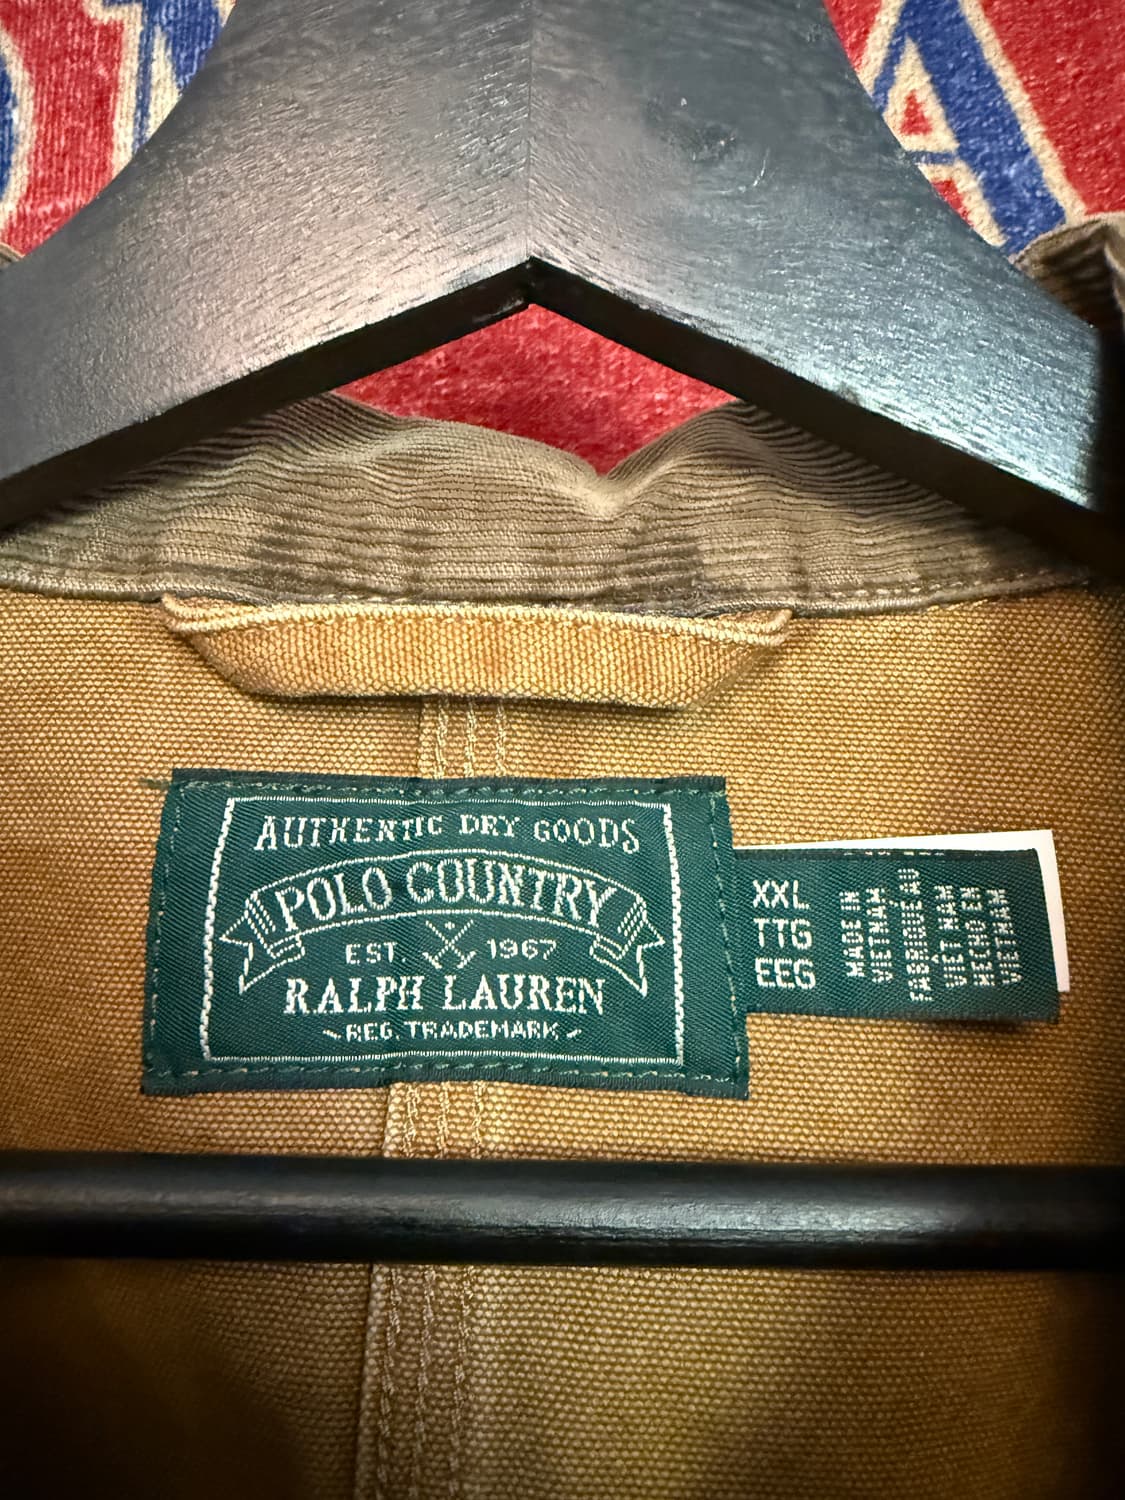 AUTHENTIC DRY GOODS
POLO COUNTRY
EST. 1967
RALPH LAUREN
REG. TRADEMARK
XXL
TTG
EEG
MADE IN
VIETNAM
FABRIQUÉ AU
VIÊT NAM
HECHO EN
VIETNAM